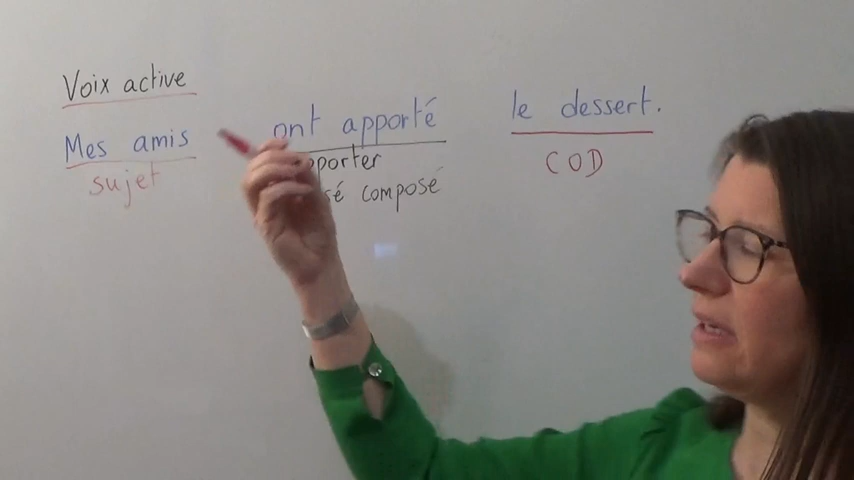 Voix active
Mes amis ont apporté le dessert.
sujet COD
composé